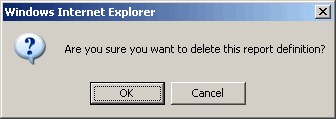 Windows Internet Explorer
Are you sure you want to delete this report definition?
OK
Cancel